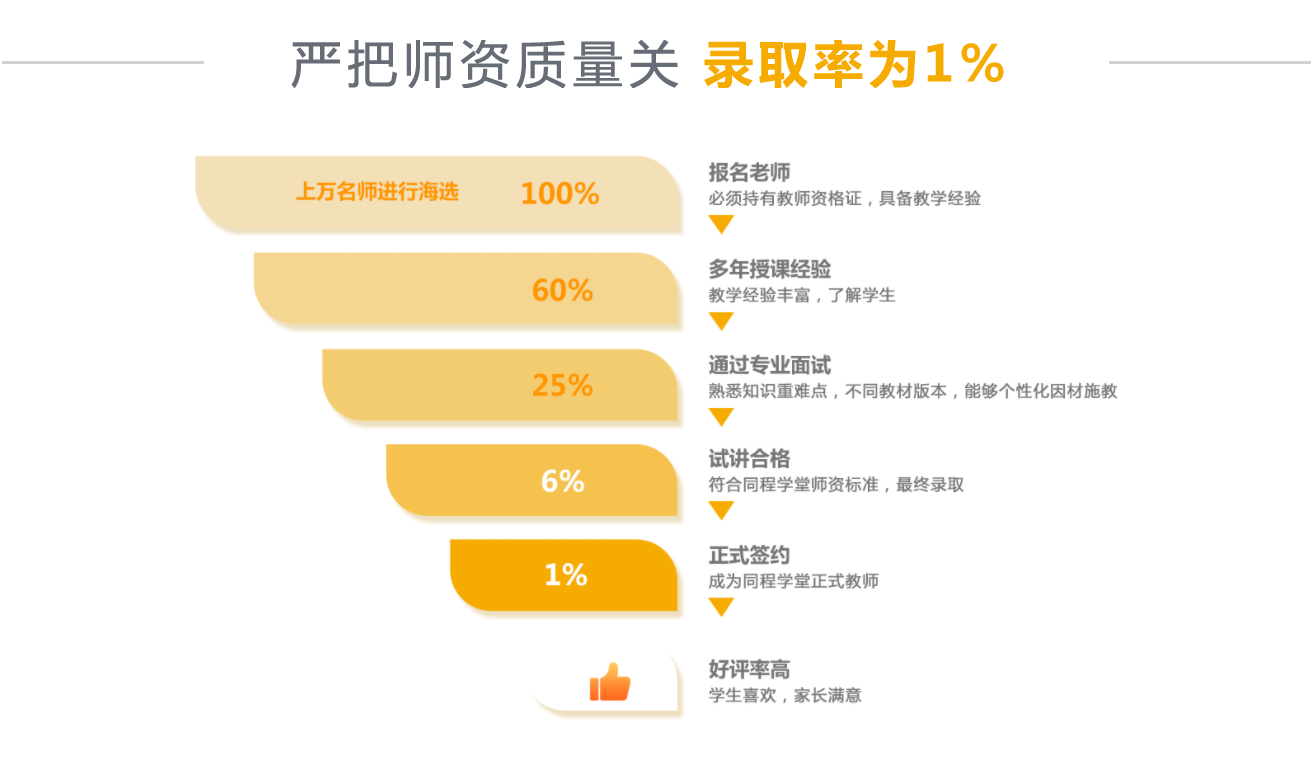 严把师资质量关 录取率为1%
上万名师进行海选 100%
报名老师
必须持有教师资格证，具备教学经验
60%
多年授课经验
教学经验丰富，了解学生
25%
通过专业面试
熟悉知识重难点，不同教材版本，能够个性化因材施教
6%
试讲合格
符合同程学堂师资标准，最终录取
1%
正式签约
成为同程学堂正式教师
好评率高
学生喜欢，家长满意